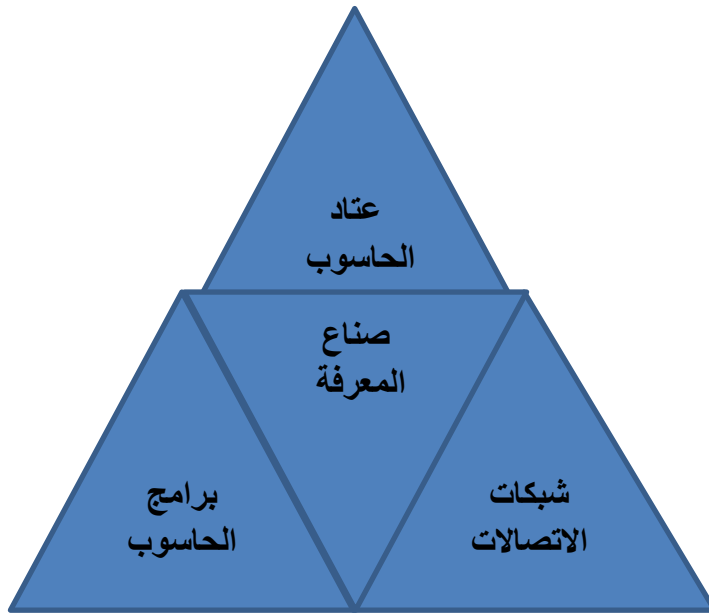 عتاد
الحاسوب
صناع
المعرفة
برامج
الحاسوب
شبكات
الاتصالات